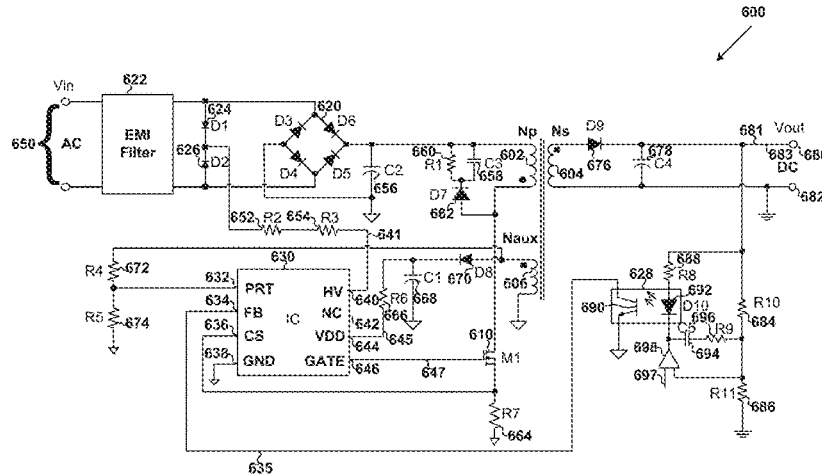 600
Vin
622
624
D1
620
D3
D6
650
AC
EMI
Filter
626
D2
D4
D5
C2
656
660
R1
C3
658
D7
662
Np
602
Ns
604
D9
676
678
C4
681
Vout
683
680
DC
682
652
R2
654
R3
641
Naux
R4
672
630
C1
668
670
D8
606
688
R8
628
692
632
PRT
HV
640
R6
666
690
D10
696
R10
684
634
FB
IC
NC
642
R9
R5
674
636
CS
VDD
644
645
610
694
698
638
GND
GATE
646
647
M1
697
R11
686
R7
664
635